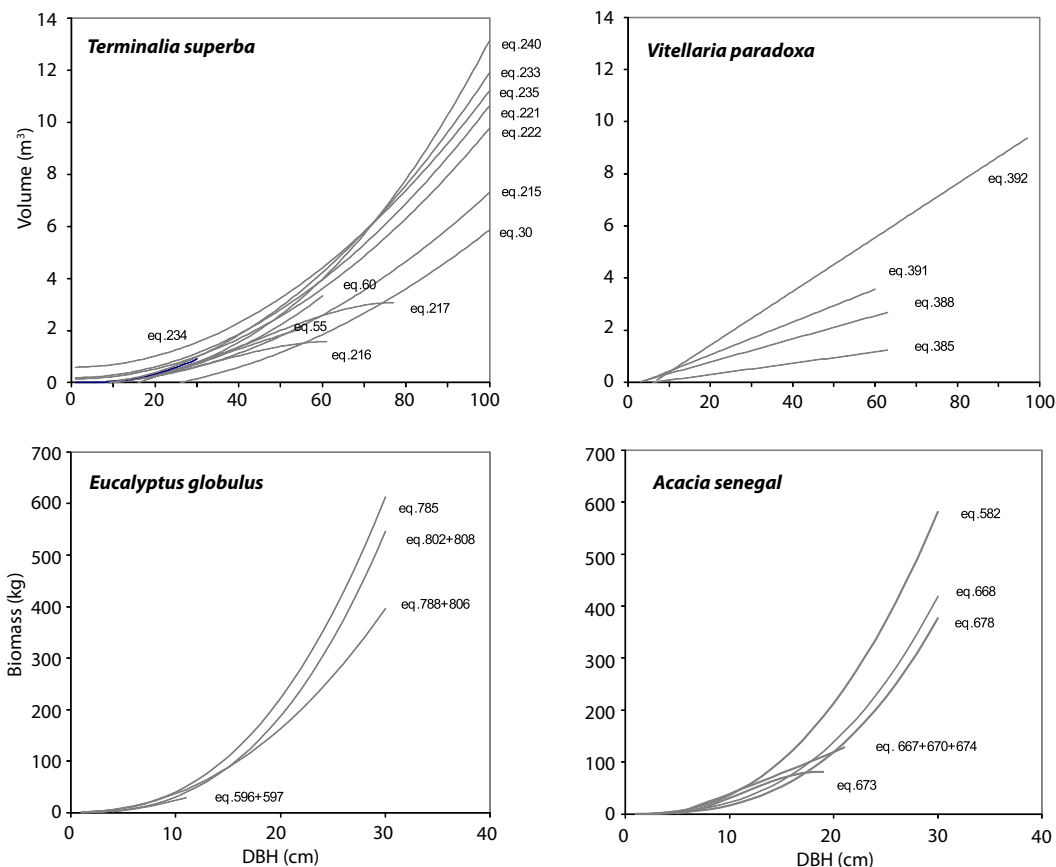 Terminalia superba
Volume (m³)
14
12
10
8
6
4
2
0
0
20
40
60
80
100
eq.240
eq.233
eq.235
eq.221
eq.222
eq.215
eq.30
eq.60
eq.217
eq.55
eq.234
eq.216
Vitellaria paradoxa
14
12
10
8
6
4
2
0
0
20
40
60
80
100
eq.392
eq.391
eq.388
eq.385
Eucalyptus globulus
Biomass (kg)
700
600
500
400
300
200
100
0
0
10
20
30
40
DBH (cm)
eq.785
eq.802+808
eq.788+806
eq.596+597
Acacia senegal
700
600
500
400
300
200
100
0
0
10
20
30
40
DBH (cm)
eq.582
eq.668
eq.678
eq. 667+670+674
eq.673